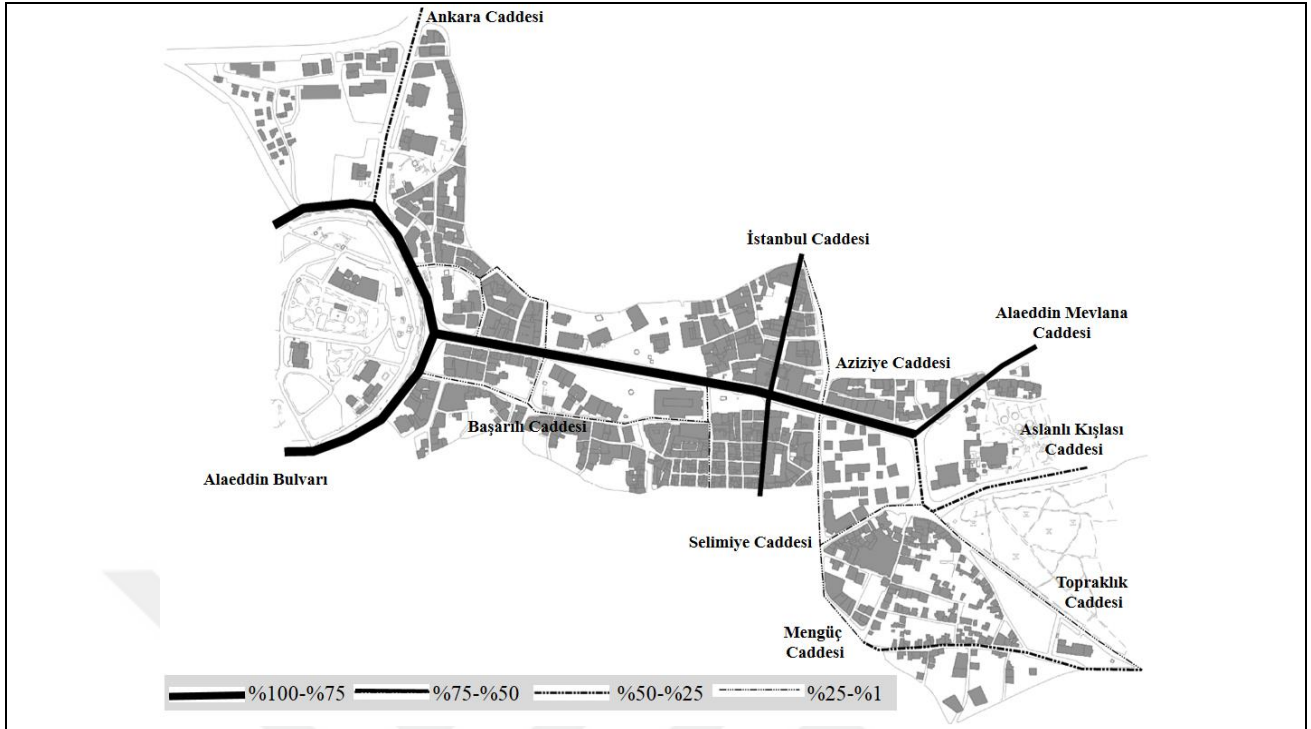 Ankara Caddesi
İstanbul Caddesi
Alaeddin Mevlana
Caddesi
Aziziye Caddesi
Başarılı Caddesi
Aslanlı Kışlası
Caddesi
Alaeddin Bulvarı
Selimiye Caddesi
Topraklık
Caddesi
Mengüç
Caddesi
%100-%75 %75-%50 %50-%25 %25-%1